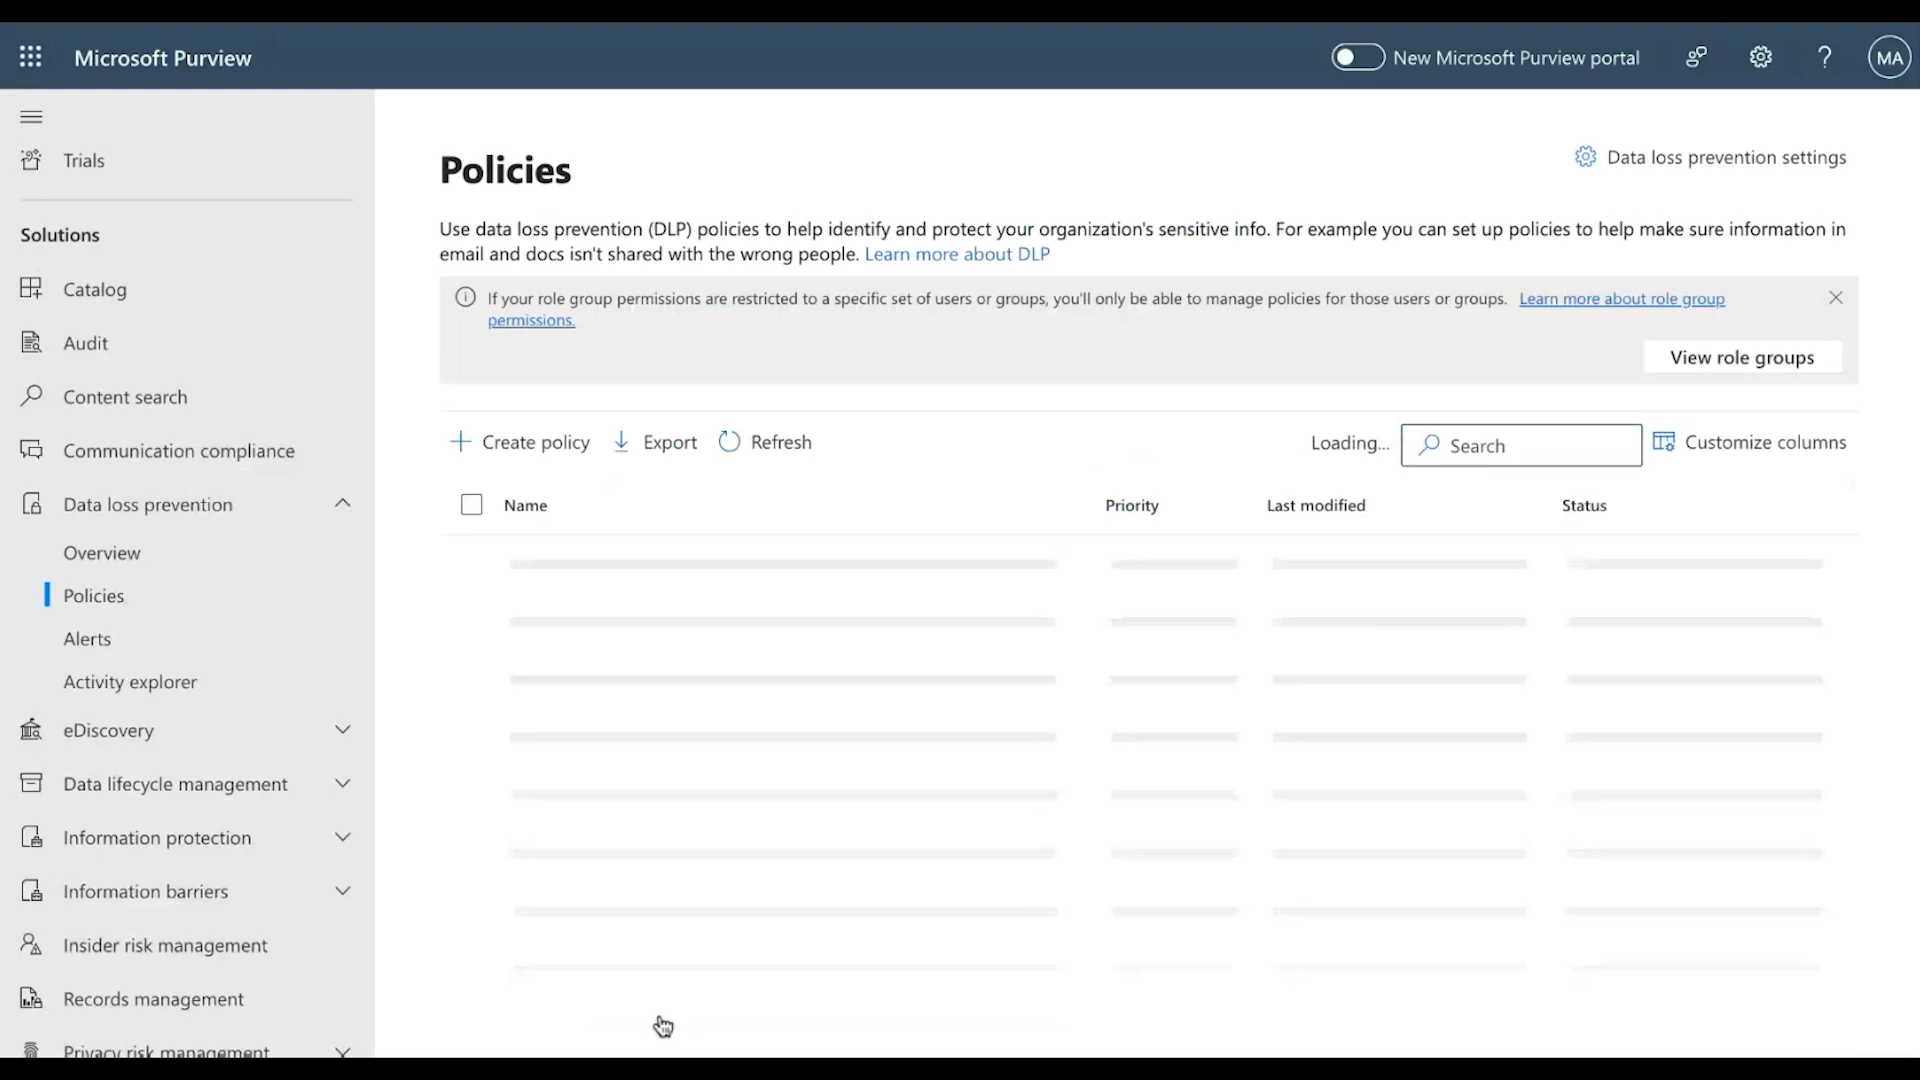 Microsoft Purview
New Microsoft Purview portal
?
MA
Trials
Solutions
Catalog
Audit
Content search
Communication compliance
Data loss prevention
Overview
Policies
Alerts
Activity explorer
eDiscovery
Data lifecycle management
Information protection
Information barriers
Insider risk management
Records management
Privacy risk management
Policies
Data loss prevention settings
Use data loss prevention (DLP) policies to help identify and protect your organization's sensitive info. For example you can set up policies to help make sure information in
email and docs isn't shared with the wrong people. Learn more about DLP
If your role group permissions are restricted to a specific set of users or groups, you'll only be able to manage policies for those users or groups. Learn more about role group
permissions.
View role groups
Create policy Export Refresh Loading... Search Customize columns
Name Priority Last modified Status